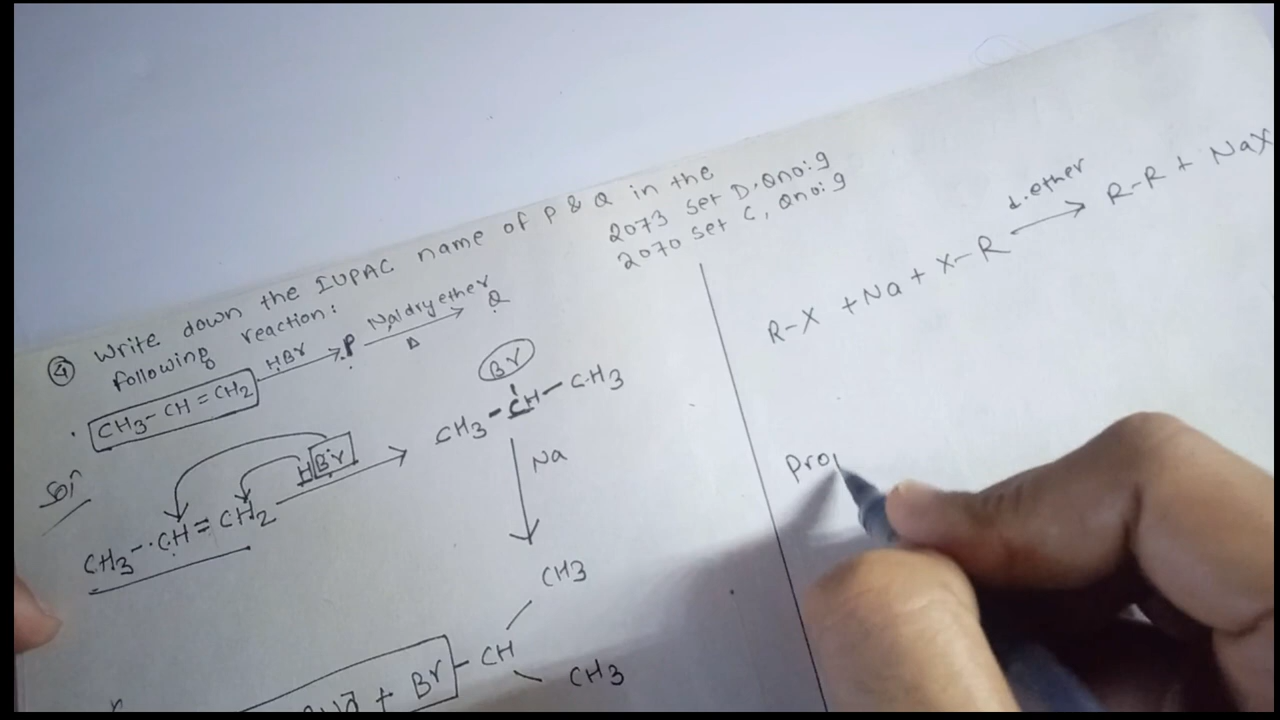 ④ Write down the IUPAC name of P & Q in the
following reaction:
2073 Set D, Qno:9
2070 Set C, Qno:9
CH3-CH=CH2 HBr → P Na/dry ether Δ → Q
Br
CH3-CH-CH3
Solⁿ
HBr
CH3-CH=CH2
Na
CH3
+ Br-CH
CH3
d. ether
R-X + Na + X-R → R-R + NaX
Pro